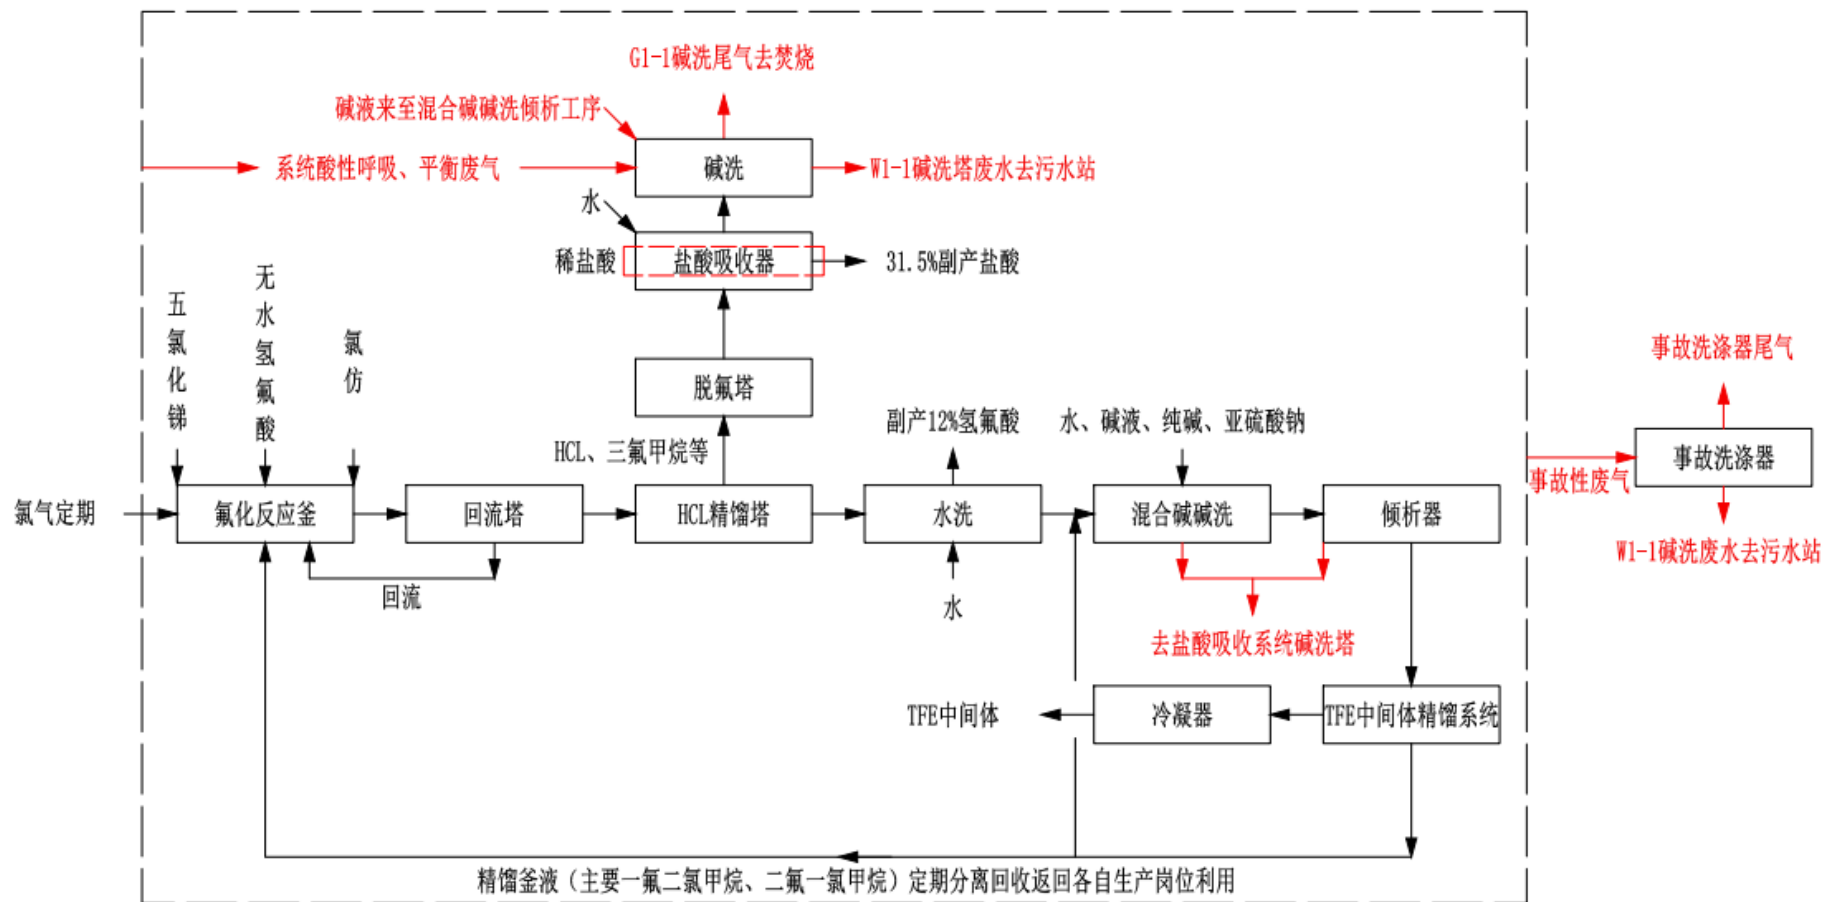 G1-1碱洗尾气去焚烧
碱液来至混合碱碱洗倾析工序
系统酸性呼吸、平衡废气
碱洗
W1-1碱洗塔废水去污水站
水
稀盐酸
盐酸吸收器
31.5%副产盐酸
五氯化锑
无水氢氟酸
氯仿
脱氟塔
HCL、三氟甲烷等
副产12%氢氟酸
水、碱液、纯碱、亚硫酸钠
事故洗涤器尾气
事故洗涤器
事故性废气
W1-1碱洗废水去污水站
氯气定期
氟化反应釜
回流塔
HCL精馏塔
水洗
混合碱碱洗
倾析器
回流
水
去盐酸吸收系统碱洗塔
TFE中间体
冷凝器
TFE中间体精馏系统
精馏釜液（主要一氟二氯甲烷、二氟一氯甲烷）定期分离回收返回各自生产岗位利用